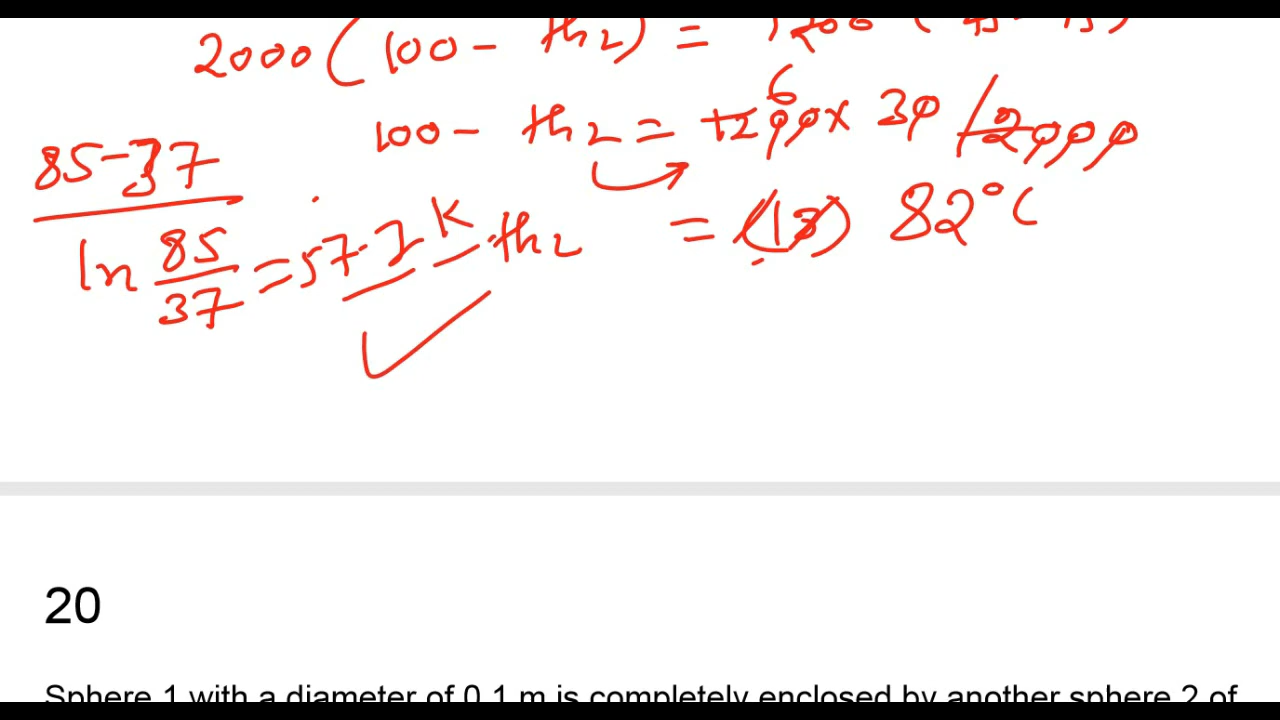 2000 (100 - th2) =
100 - th2 = 1200 x 30 /2000
6
= (18) 82°C
th2
85-37
ln 85/37 = 57.7 K
20
Sphere 1 with a diameter of 0.1 m is completely enclosed by another sphere 2 of